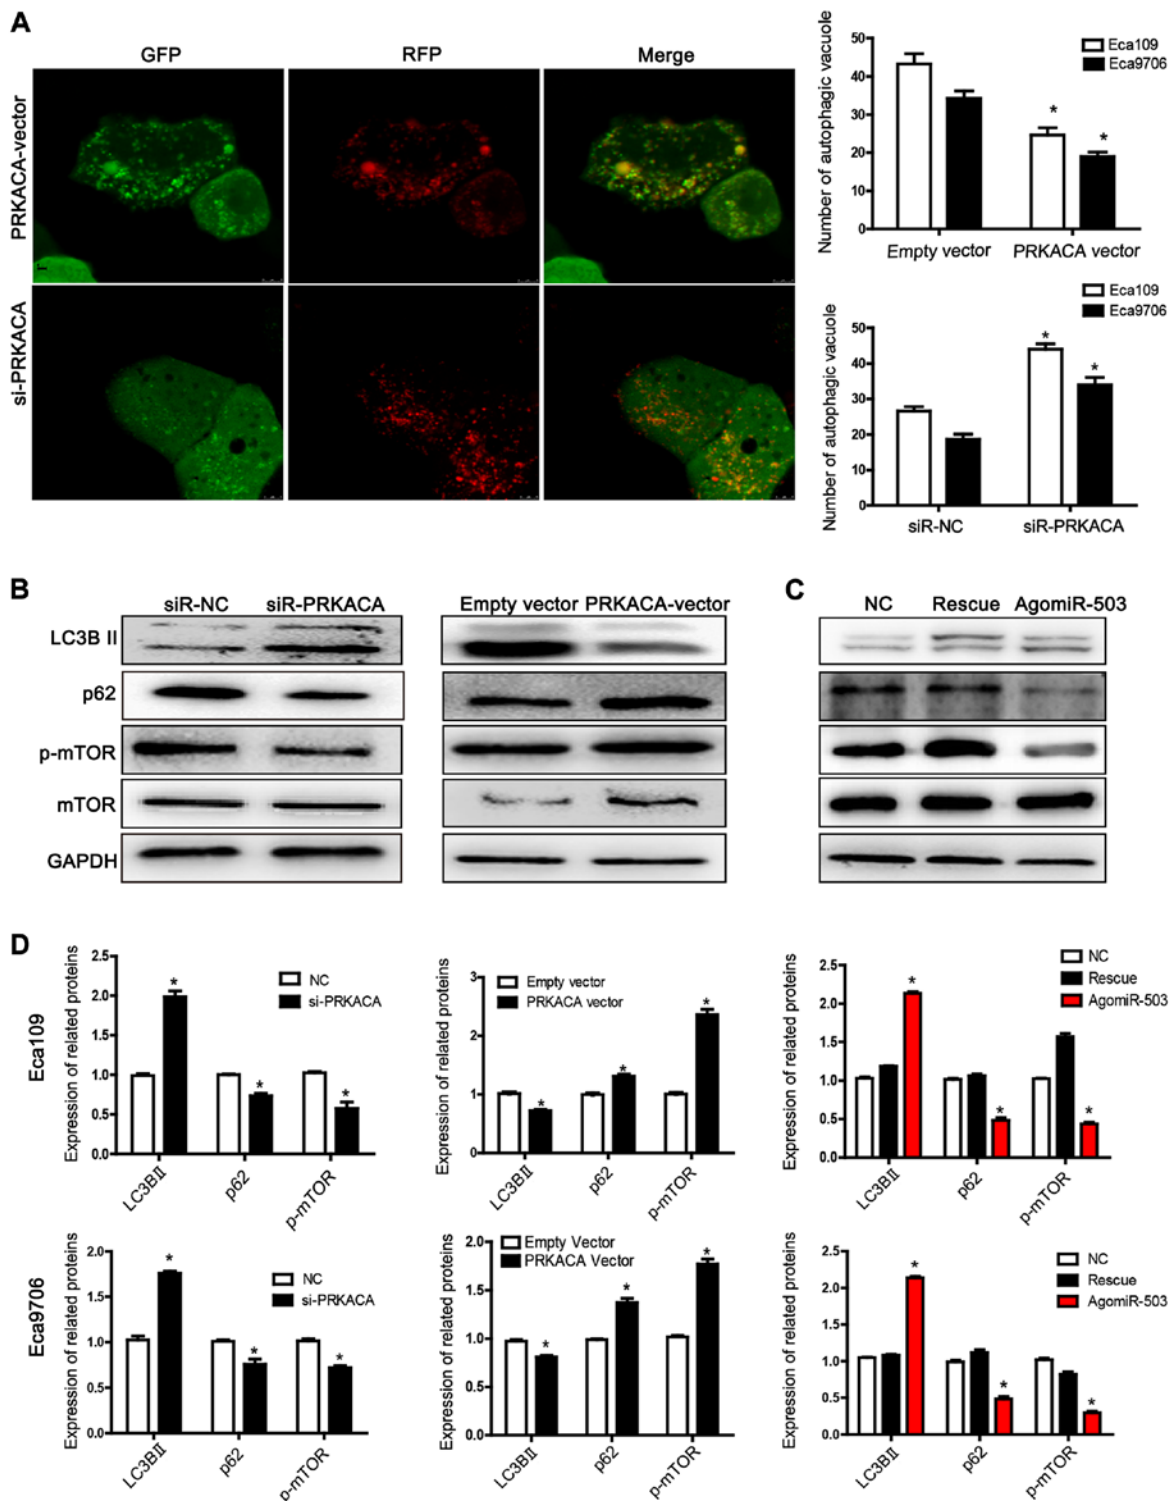 A
GFP RFP Merge
PRKACA-vector
si-PRKACA
Number of autophagic vacuole
50
40
30
20
10
0
Eca109
Eca9706
* *
Empty vector PRKACA vector
Number of autophagic vacuole
50
40
30
20
10
0
Eca109
Eca9706
* *
siR-NC siR-PRKACA
B
siR-NC siR-PRKACA Empty vector PRKACA-vector
C
NC Rescue AgomiR-503
LC3B II
p62
p-mTOR
mTOR
GAPDH
D
Eca109
Expression of related proteins
2.5
2.0
1.5
1.0
0.5
0.0
NC
si-PRKACA
* * *
LC3BⅡ p62 p-mTOR
Expression of related proteins
3
2
1
0
Empty vector
PRKACA vector
* * *
LC3BⅡ p62 p-mTOR
Expression of related proteins
2.5
2.0
1.5
1.0
0.5
0.0
NC
Rescue
AgomiR-503
* * *
LC3BⅡ p62 p-mTOR
Eca9706
Expression of related proteins
2.0
1.5
1.0
0.5
0.0
NC
si-PRKACA
* * *
LC3BⅡ p62 p-mTOR
Expression of related proteins
2.0
1.5
1.0
0.5
0.0
Empty Vector
PRKACA Vector
* * *
LC3BⅡ p62 p-mTOR
Expression of related proteins
2.5
2.0
1.5
1.0
0.5
0.0
NC
Rescue
AgomiR-503
* * *
LC3BⅡ p62 p-mTOR